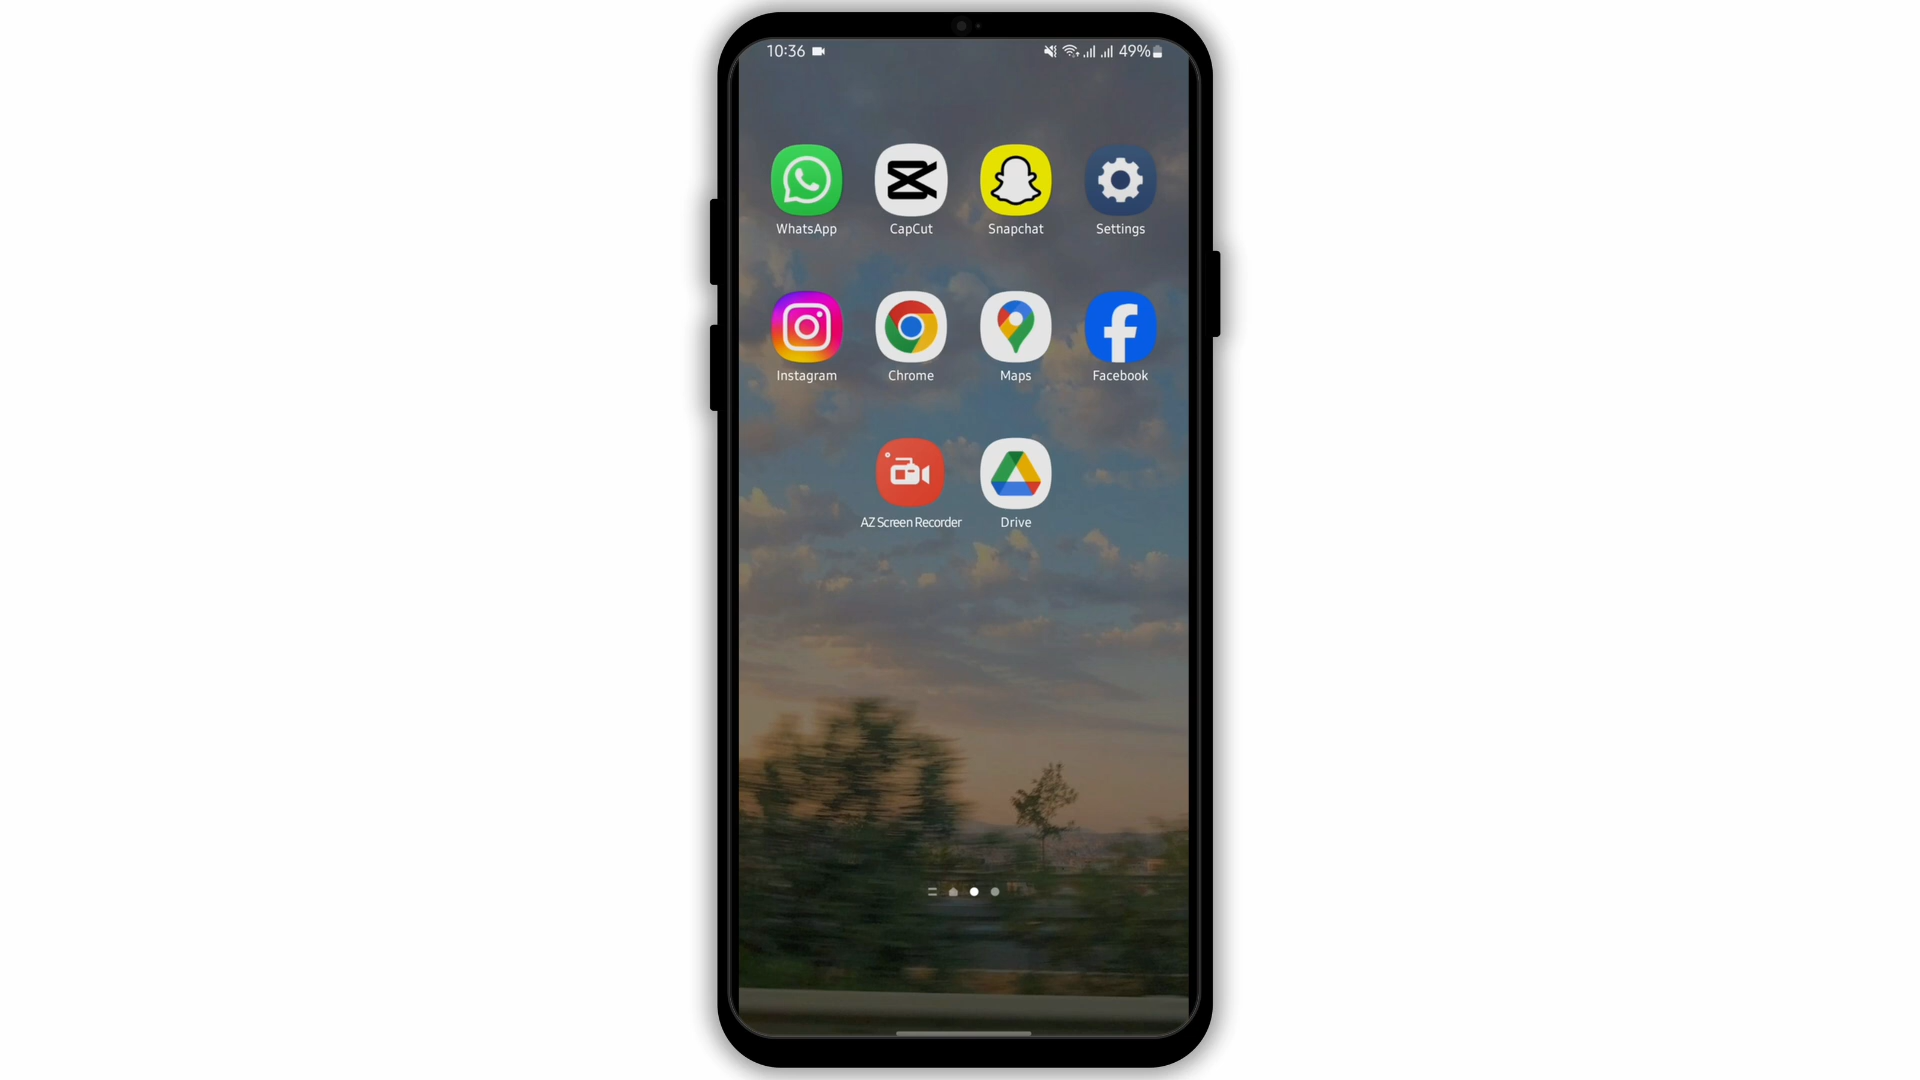 10:36 49%
WhatsApp CapCut Snapchat Settings
Instagram Chrome Maps Facebook
AZ Screen Recorder Drive